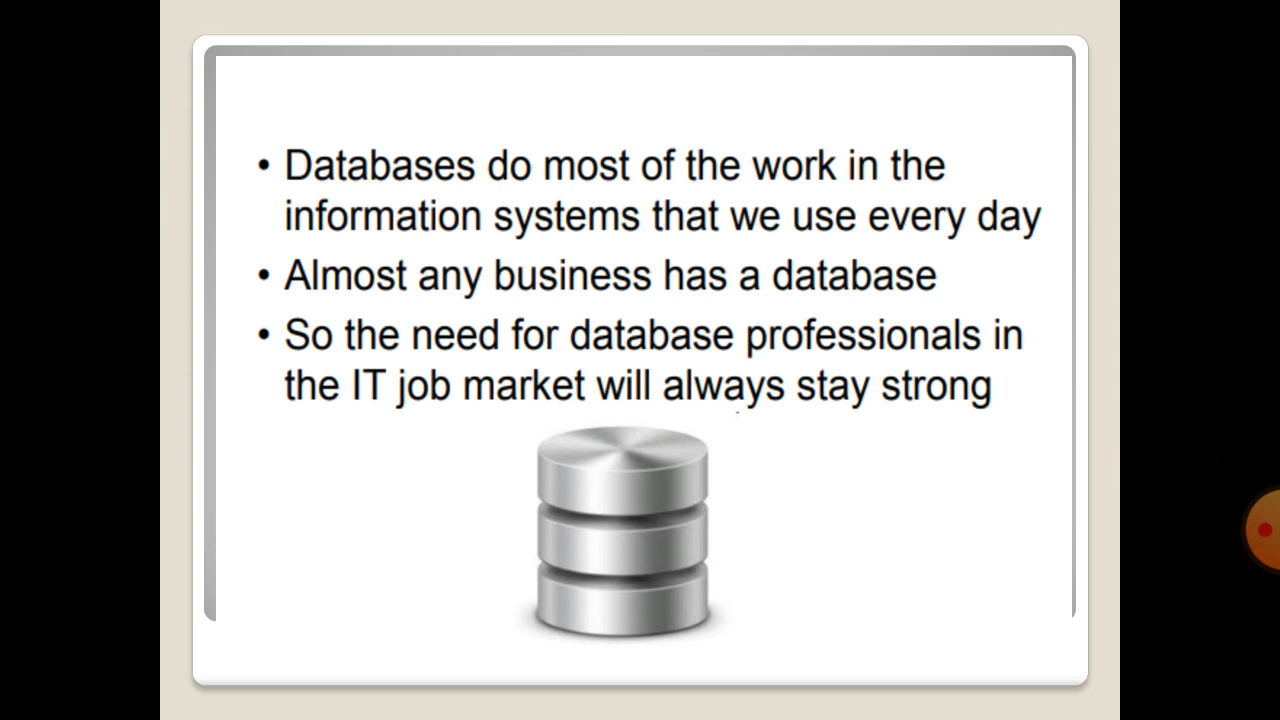 • Databases do most of the work in the
information systems that we use every day
• Almost any business has a database
• So the need for database professionals in
the IT job market will always stay strong